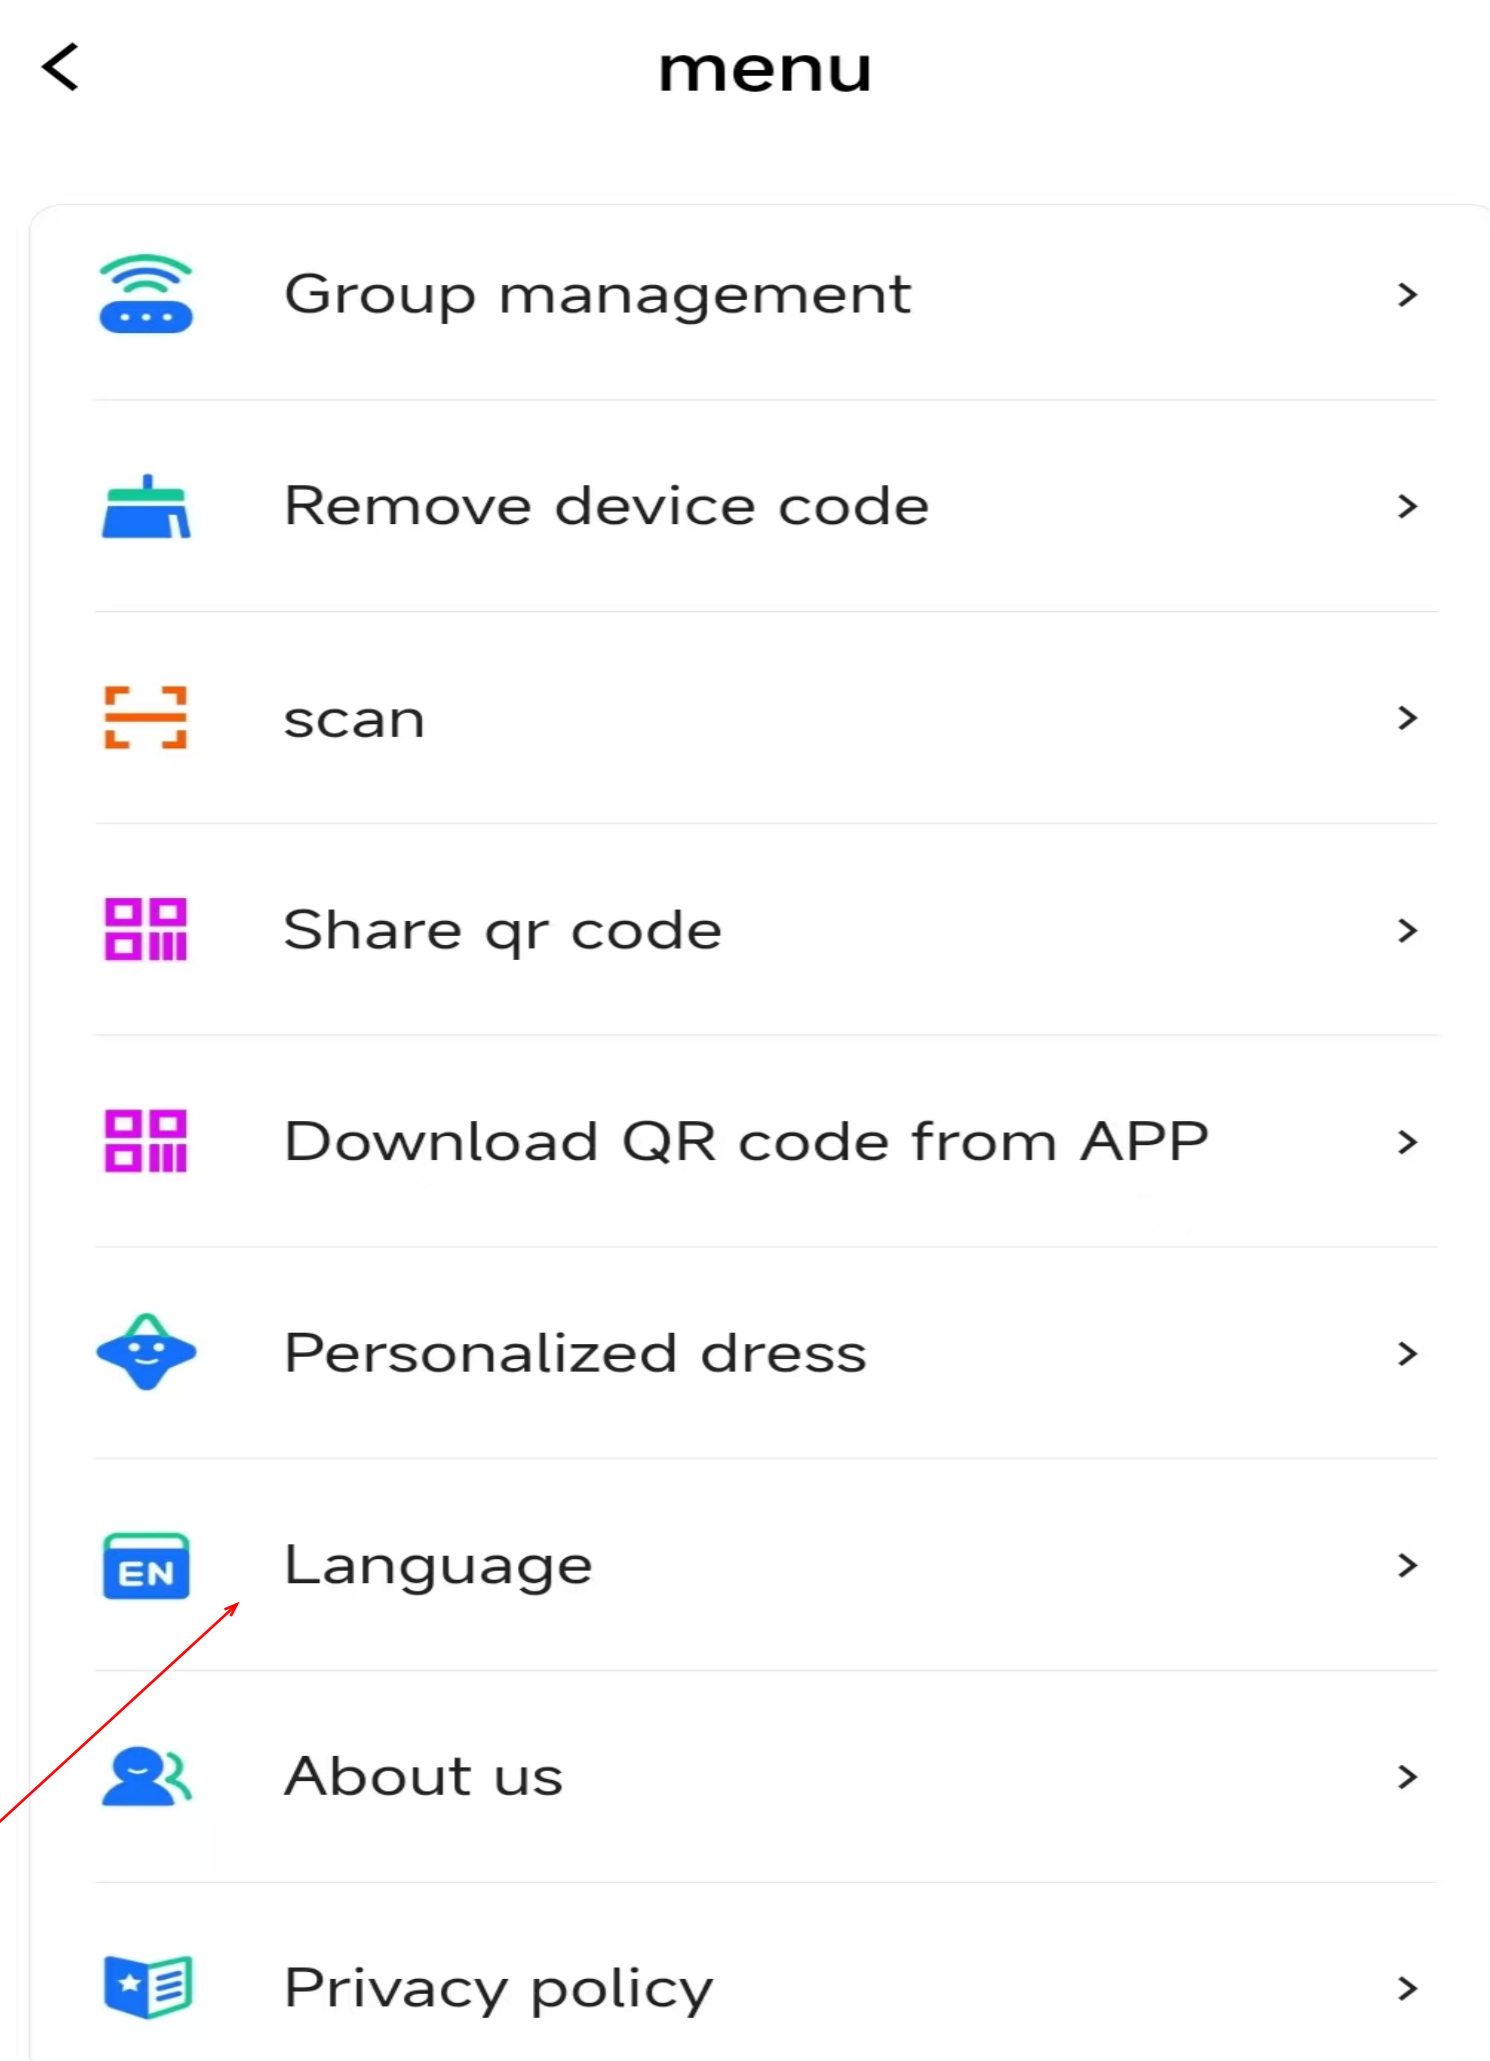 menu
Group management
Remove device code
scan
Share qr code
Download QR code from APP
Personalized dress
EN Language
About us
Privacy policy